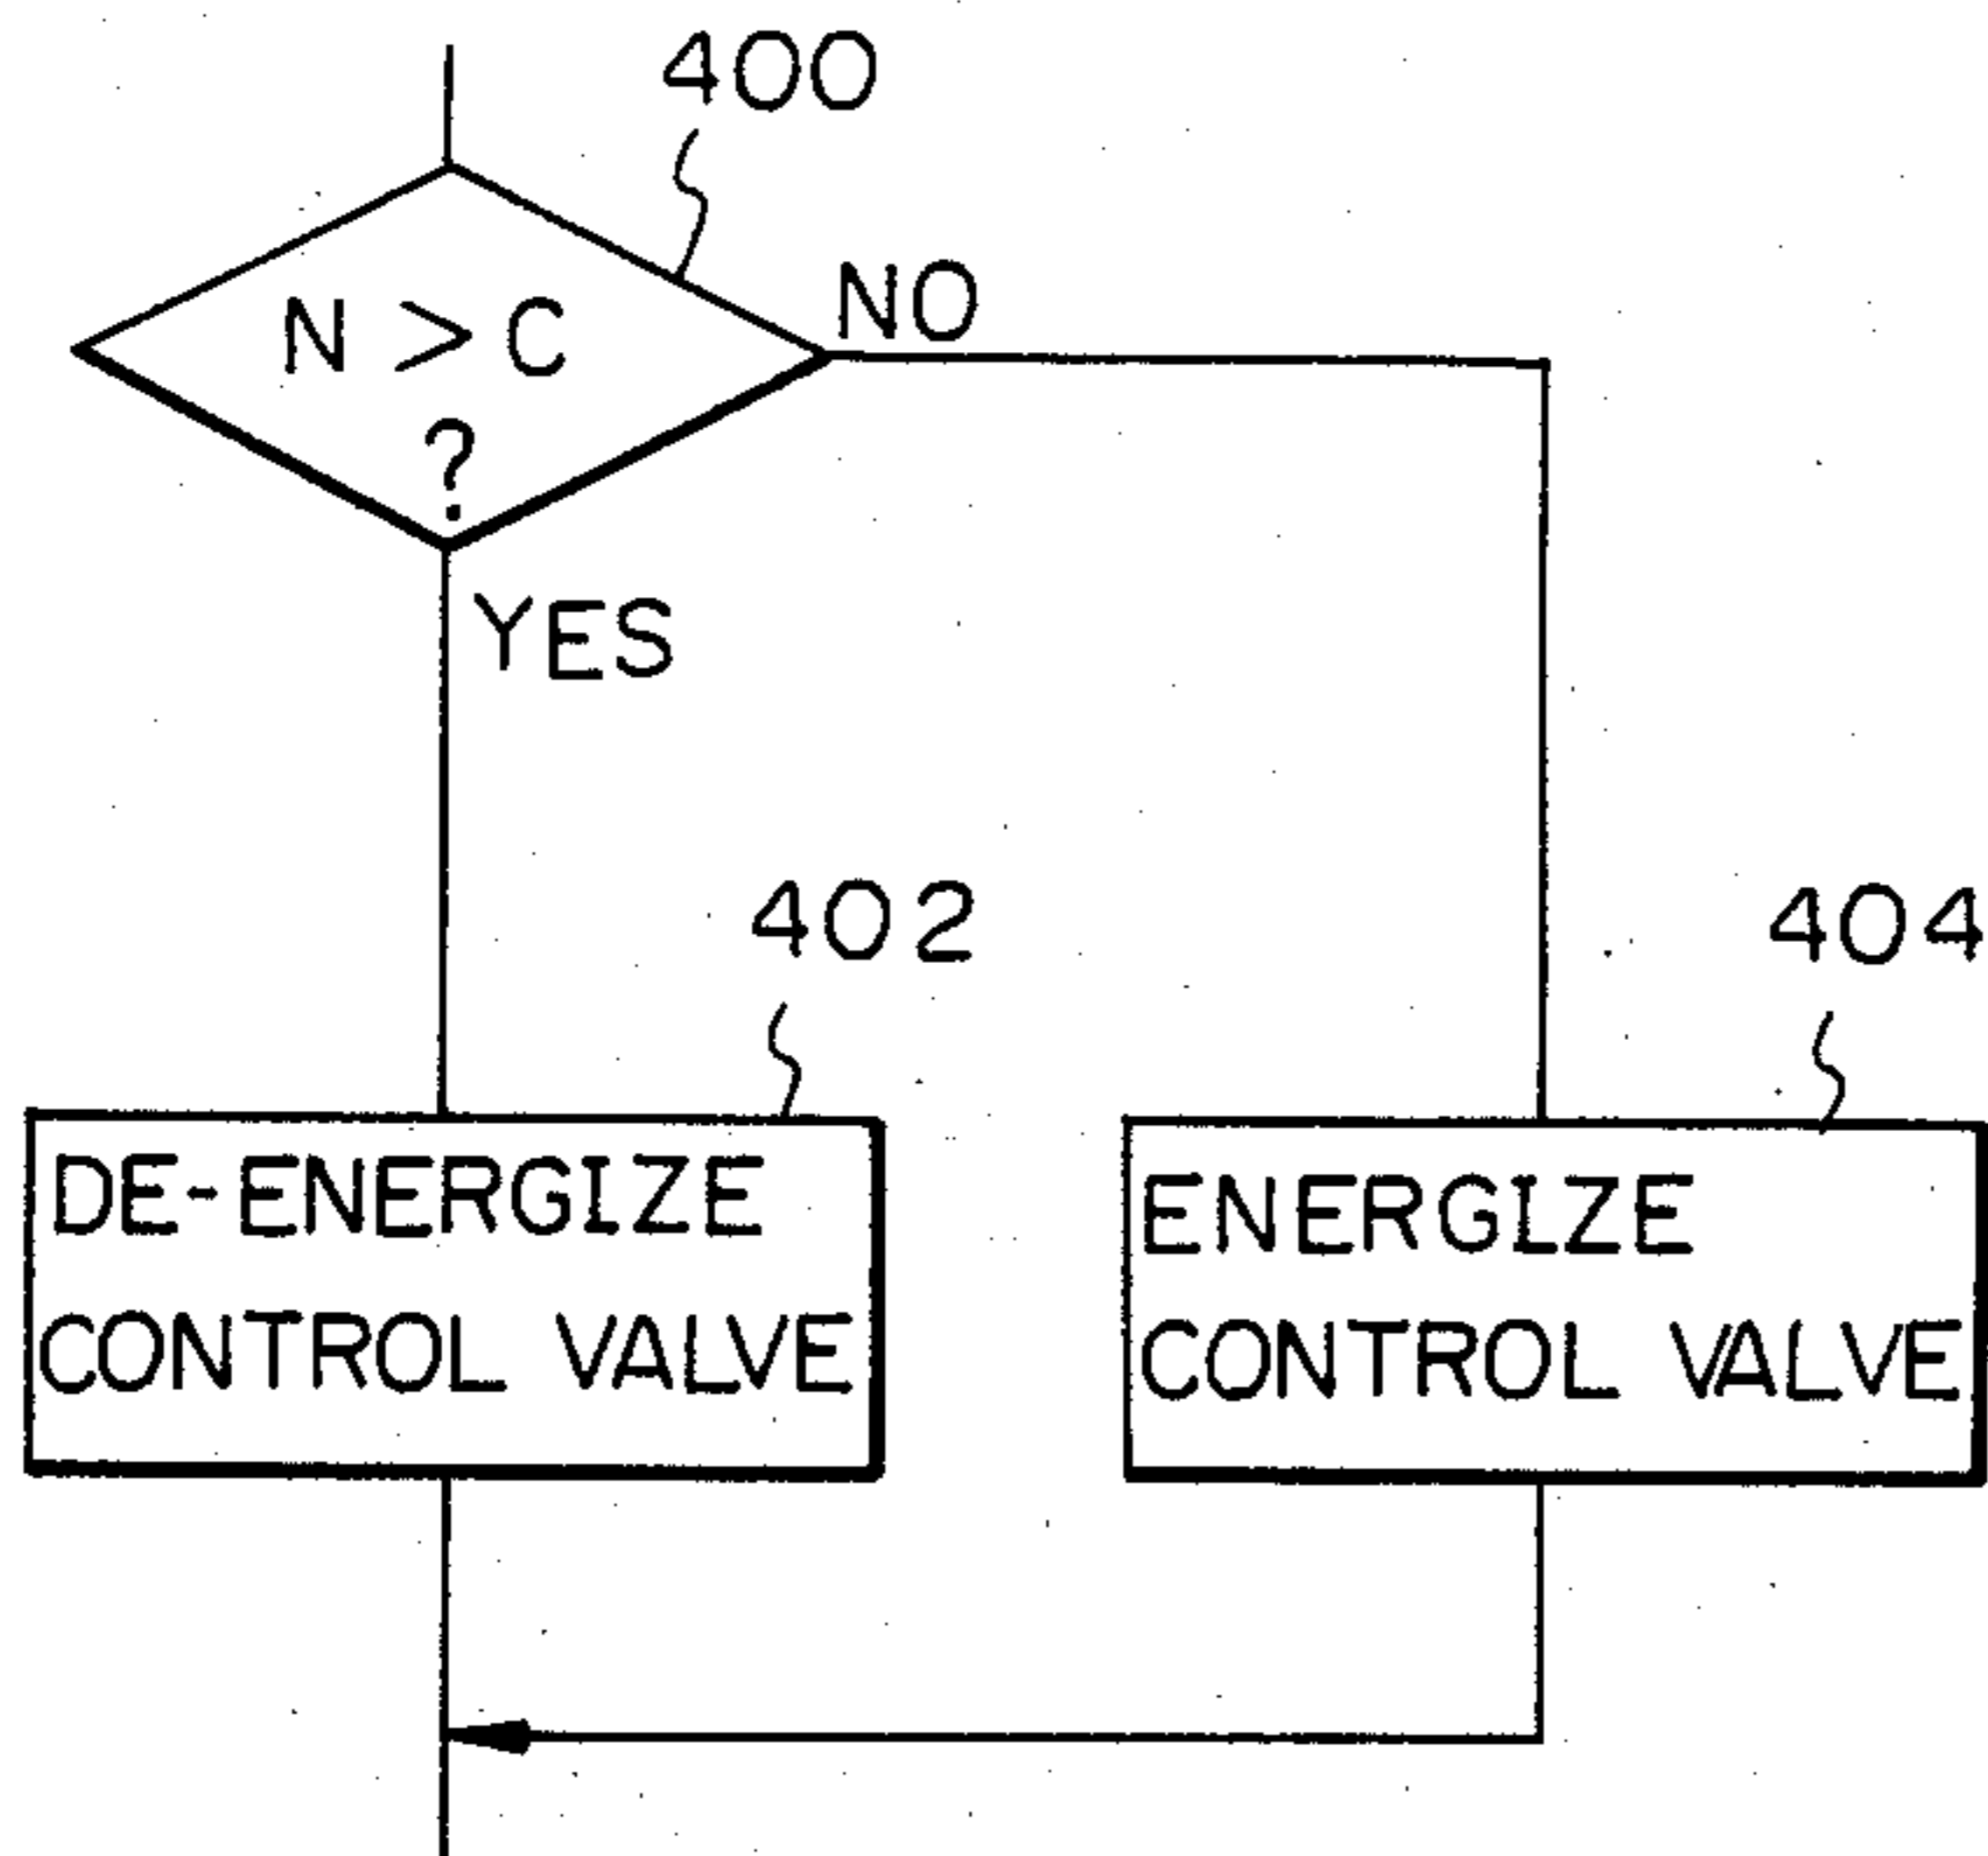 400
N > C
?
NO
YES
402
404
DE-ENERGIZE
CONTROL VALVE
ENERGIZE
CONTROL VALVE